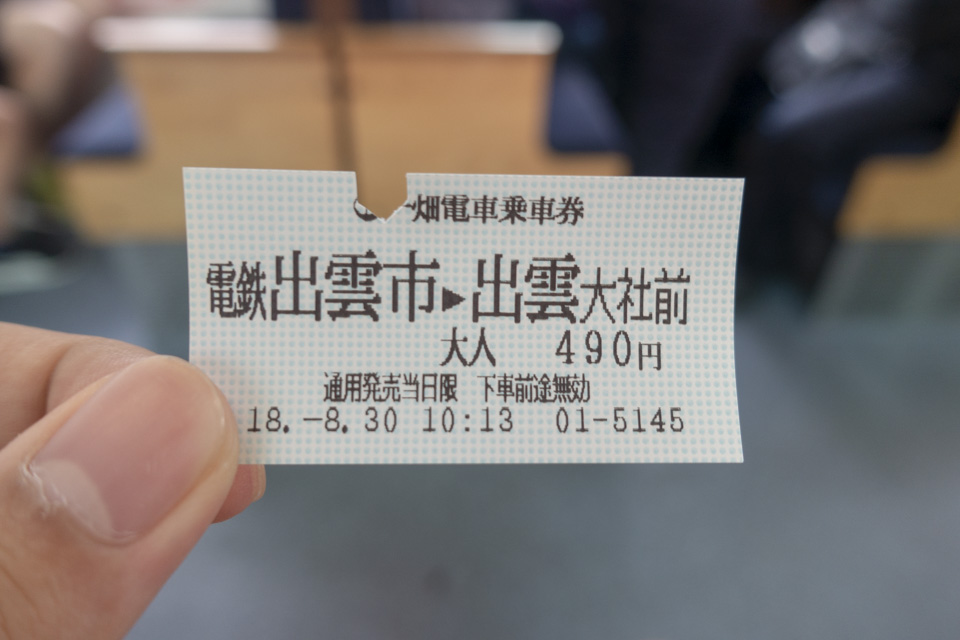 一畑電車乗車券
電鉄出雲市▶出雲大社前
大人 490円
通用発売当日限 下車前途無効
18.-8.30 10:13 01-5145